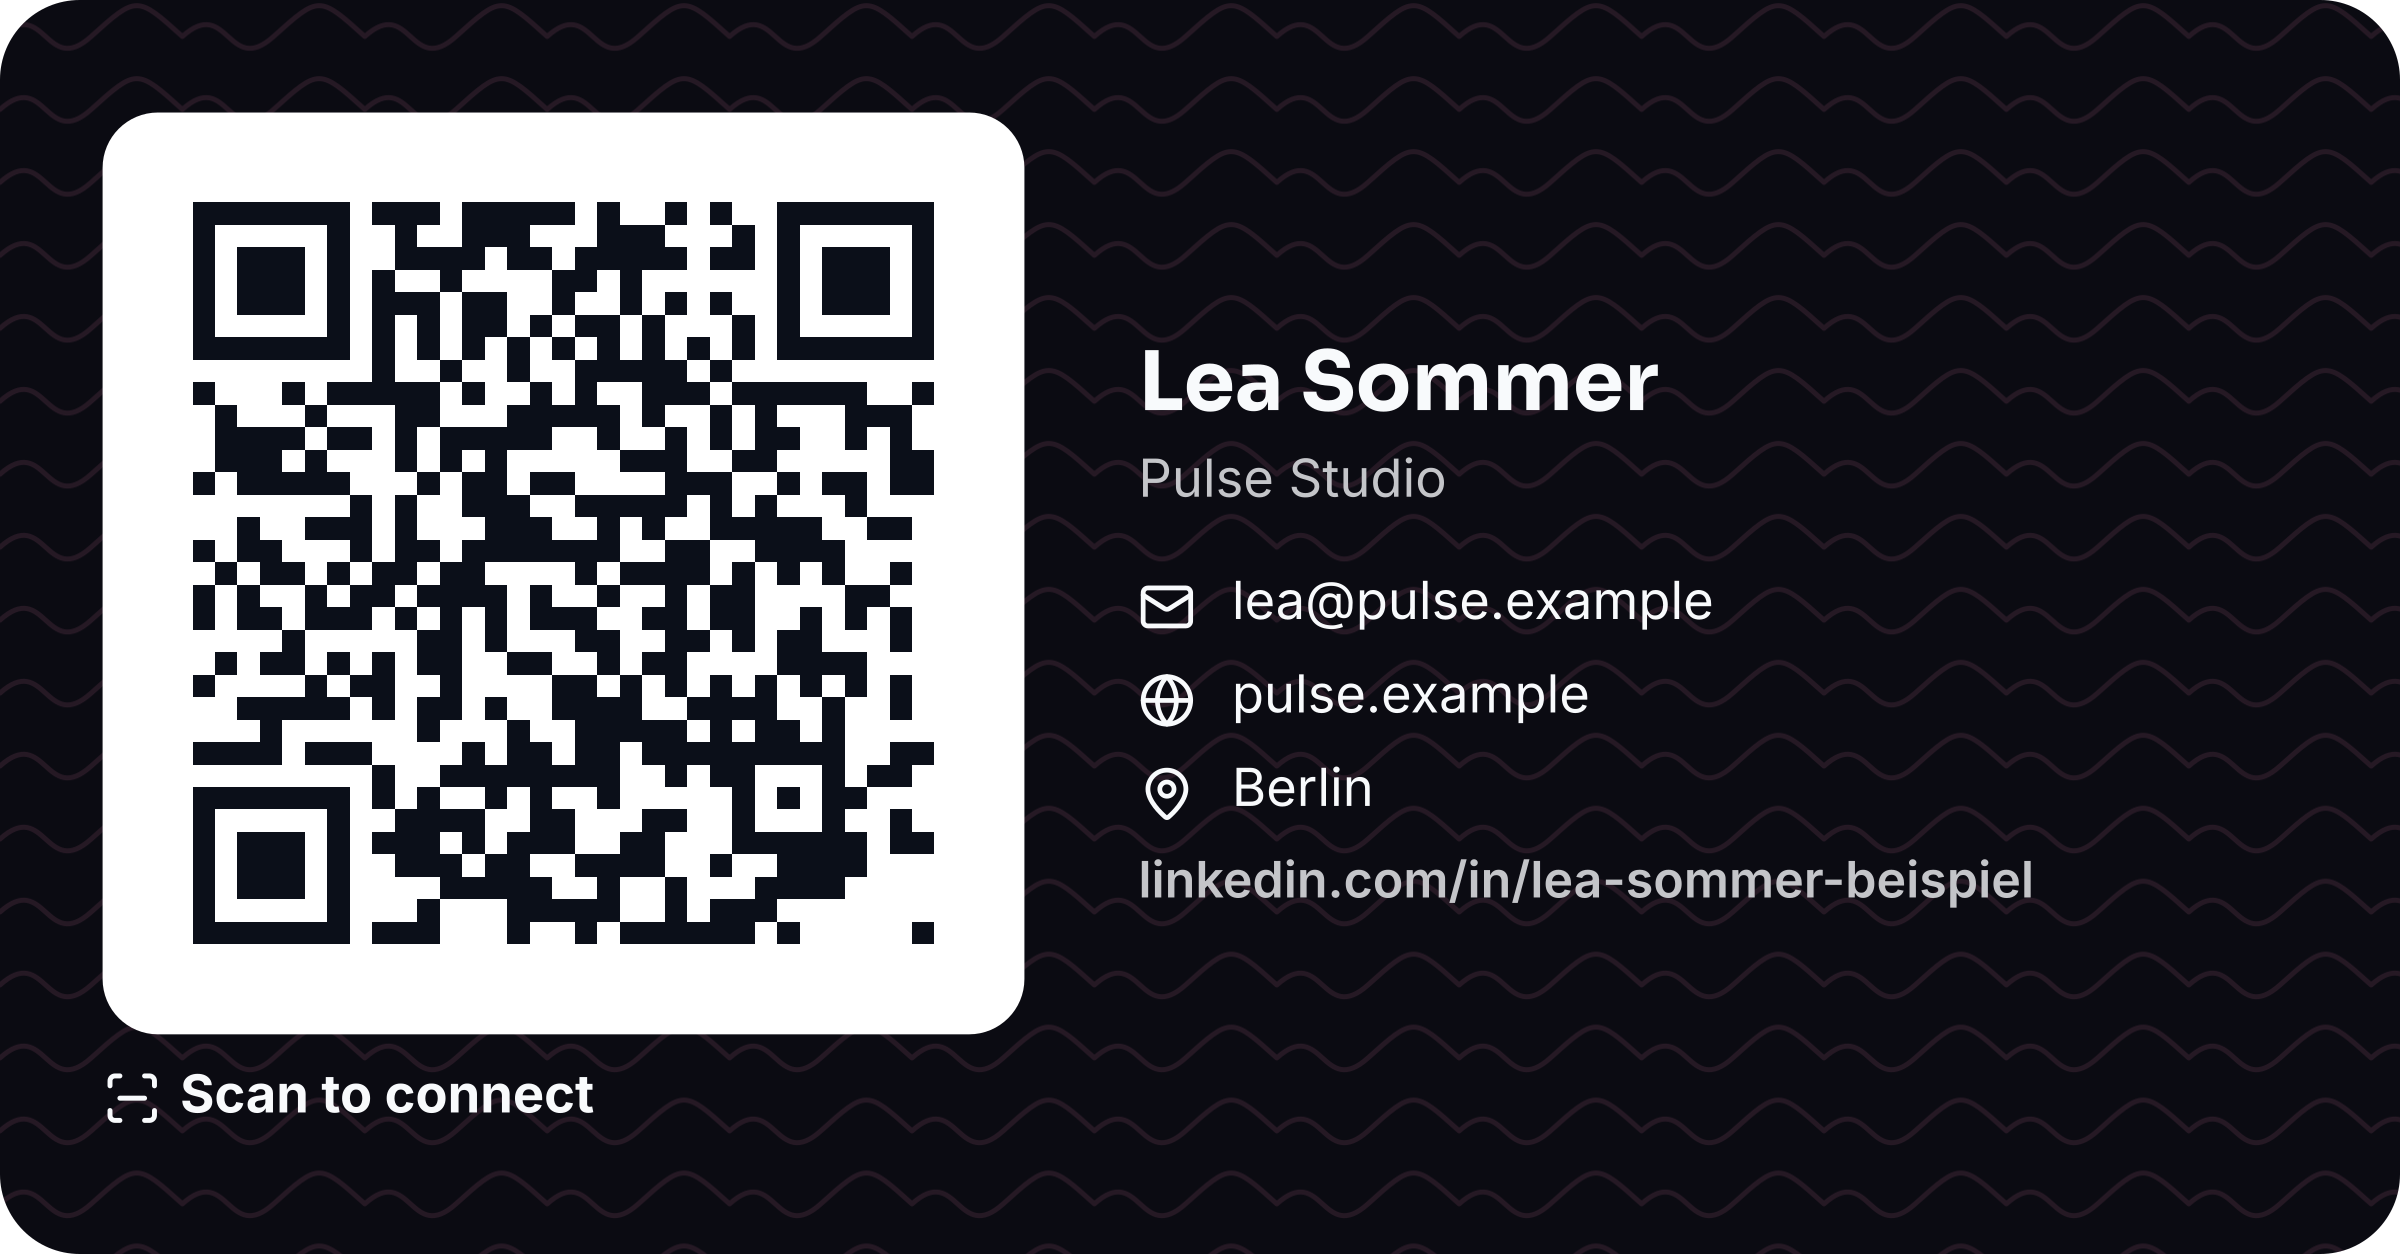 Lea Sommer
Pulse Studio
lea@pulse.example
pulse.example
Berlin
linkedin.com/in/lea-sommer-beispiel
Scan to connect